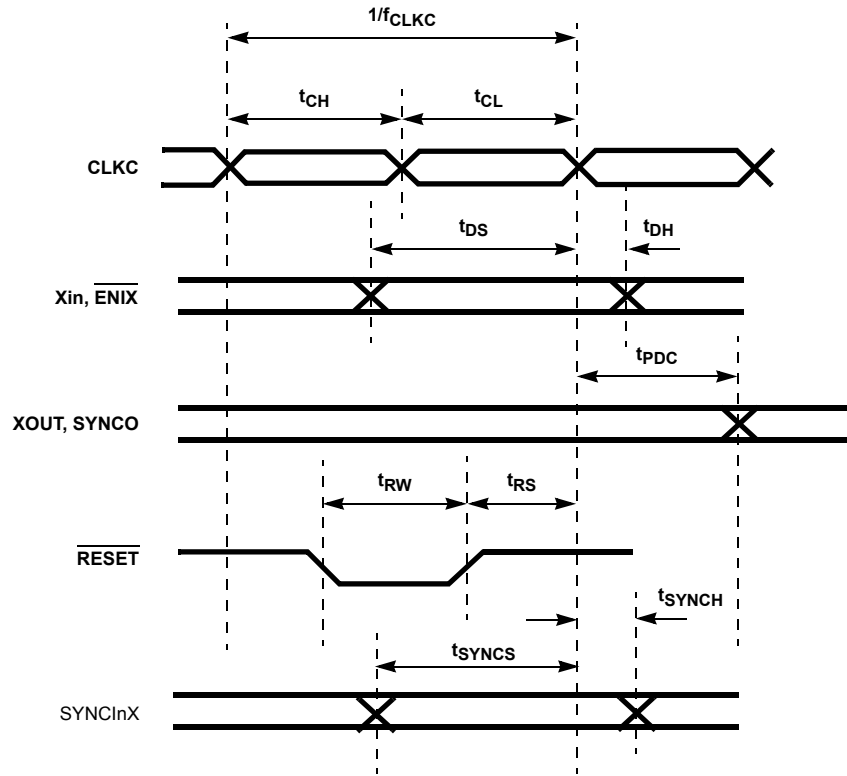 1/fCLKC
tCH
tCL
CLKC
tDS
tDH
Xin, ENIX
tPDC
XOUT, SYNCO
tRW
tRS
RESET
tSYNCH
tSYNCS
SYNCInX